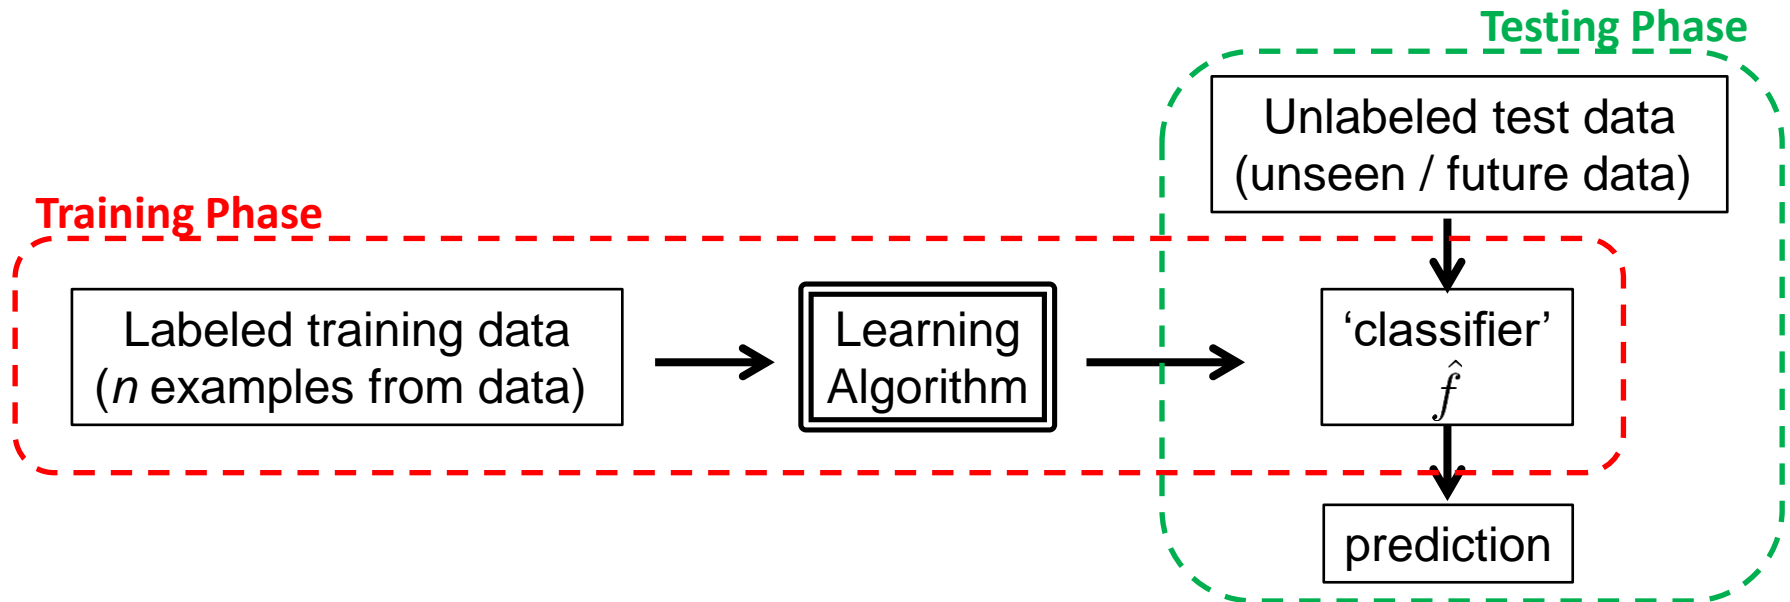 Testing Phase
Unlabeled test data
(unseen / future data)
Training Phase
Labeled training data
(n examples from data)
Learning
Algorithm
‘classifier’
f̂
prediction